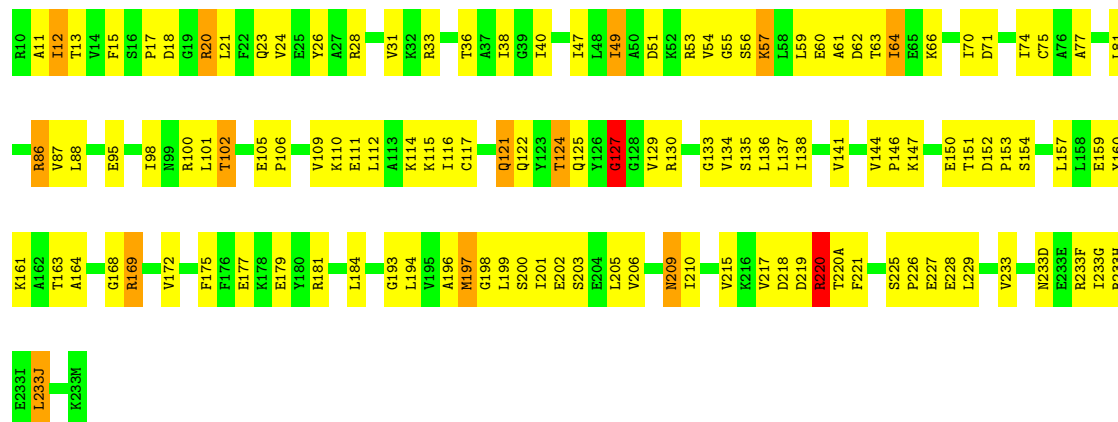 R10 A11 I12 T13 V14 F15 S16 P17 D18 G19 R20 L21 F22 Q23 V24 E25 Y26 A27 R28 V31 K32 R33 T36 A37 I38 G39 I40 I47 L48 I49 A50 D51 K52 R53 V54 G55 S56 K57 L58 L59 E60 A61 D62 T63 I64 E65 K66 I70 D71 I74 C75 A76 A77
R86 V87 L88 E95 I98 N99 R100 L101 T102 E105 P106 V109 K110 E111 L112 A113 K114 K115 I116 C117 Q121 Q122 Y123 T124 Q125 Y126 G127 G128 V129 R130 G133 V134 S135 L136 L137 I138 V141 V144 P146 K147 E150 T151 D152 P153 S154 L157 L158 E159
K161 A162 T163 A164 G168 R169 V172 F175 F176 E177 K178 E179 Y180 R181 L184 G193 L194 V195 A196 M197 G198 L199 S200 I201 E202 S203 E204 L205 V206 N209 I210 V215 K216 V217 D218 D219 R220 T220A F221 S225 P226 E227 E228 L229 V233 N233D E233E R233F I233G
E233I L233J K233M